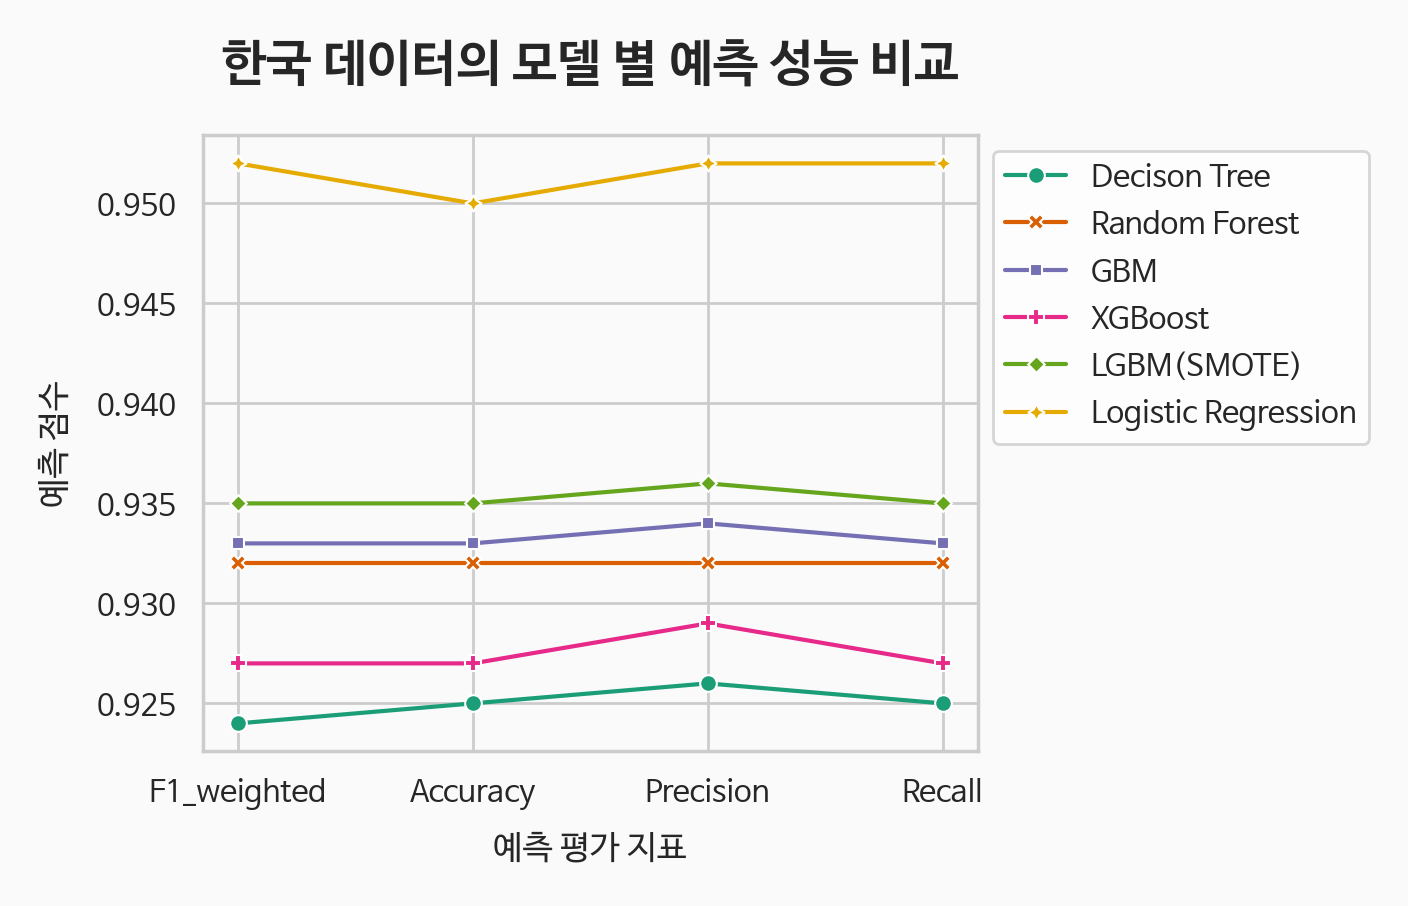 한국 데이터의 모델 별 예측 성능 비교
0.950
0.945
0.940
0.935
0.930
0.925
예측 점수
F1_weighted
Accuracy
Precision
Recall
예측 평가 지표
Decison Tree
Random Forest
GBM
XGBoost
LGBM(SMOTE)
Logistic Regression